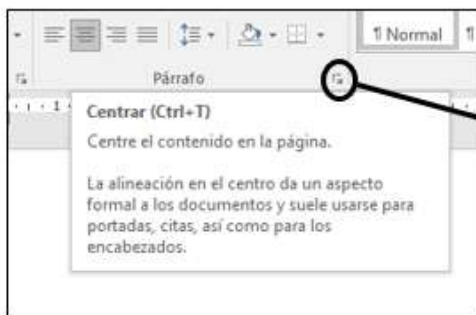 ¶ Normal ¶
Párrafo
1
Centrar (Ctrl+T)
Centre el contenido en la página.
La alineación en el centro da un aspecto
formal a los documentos y suele usarse para
portadas, citas, así como para los
encabezados.